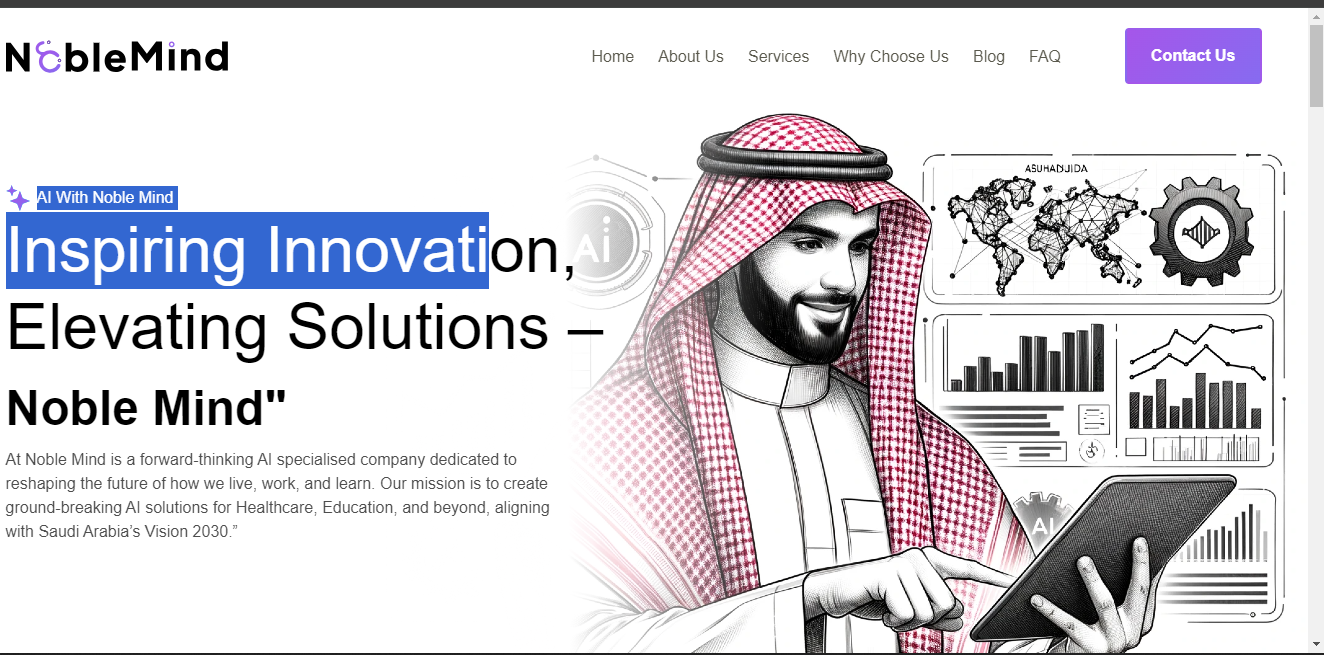 NobleMind
Home About Us Services Why Choose Us Blog FAQ Contact Us
AI With Noble Mind
Inspiring Innovation,
Elevating Solutions –
Noble Mind"
At Noble Mind is a forward-thinking AI specialised company dedicated to
reshaping the future of how we live, work, and learn. Our mission is to create
ground-breaking AI solutions for Healthcare, Education, and beyond, aligning
with Saudi Arabia’s Vision 2030.”
Ai
AI